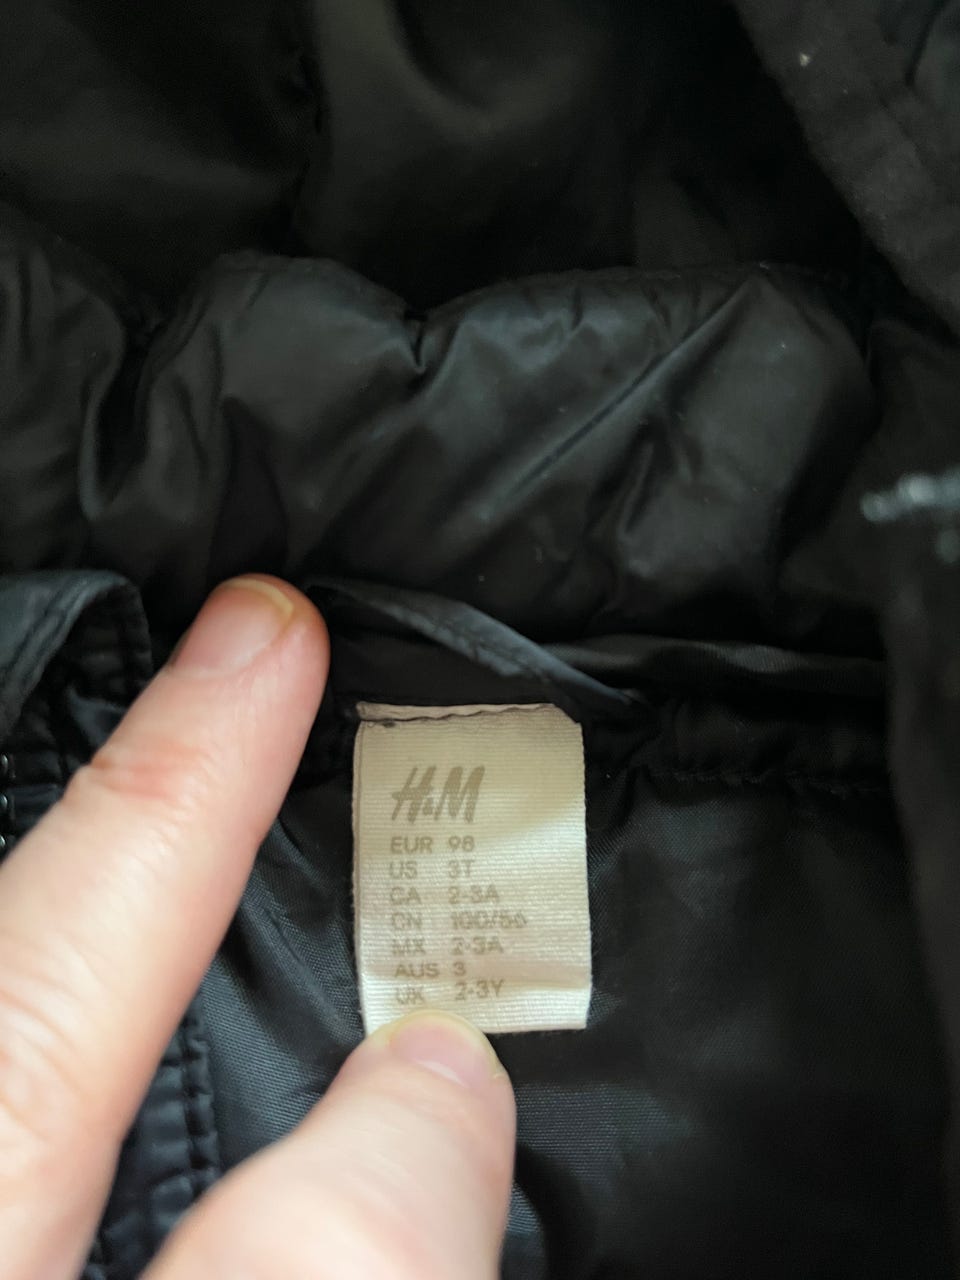 H&M
EUR 98
US 3T
CA 2-3A
CN 100/56
MX 2-3A
AUS 3
UK 2-3Y